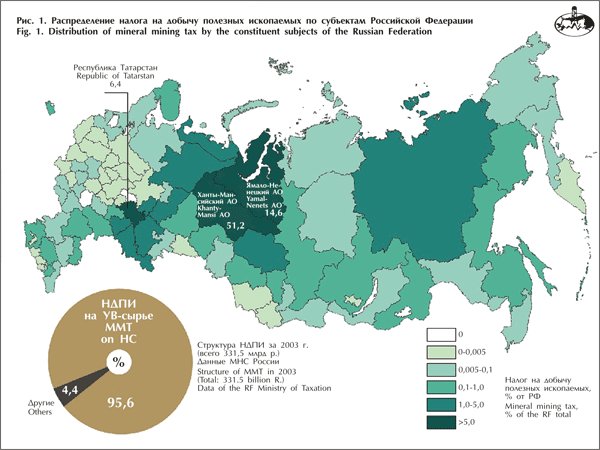 Рис. 1. Распределение налога на добычу полезных ископаемых по субъектам Российской Федерации
Fig. 1. Distribution of mineral mining tax by the constituent subjects of the Russian Federation
Республика Татарстан
Republic of Tatarstan
6,4
Ханты-Ман-
сийский АО
Khanty-
Mansi AO
51,2
Ямало-Не-
нецкий АО
Yamal-
Nenets AO
14,6
НДПИ
на УВ-сырье
ММТ
on HC
%
4,4
95,6
Другие
Others
Структура НДПИ за 2003 г.
(всего 331,5 млрд р.)
Данные МНС России
Structure of MMT in 2003
(Total: 331.5 billion R.)
Data of the RF Ministry of Taxation
0
0-0,005
0,005-0,1
0,1-1,0
1,0-5,0
>5,0
Налог на добычу
полезных ископаемых,
% от РФ
Mineral mining tax,
% of the RF total